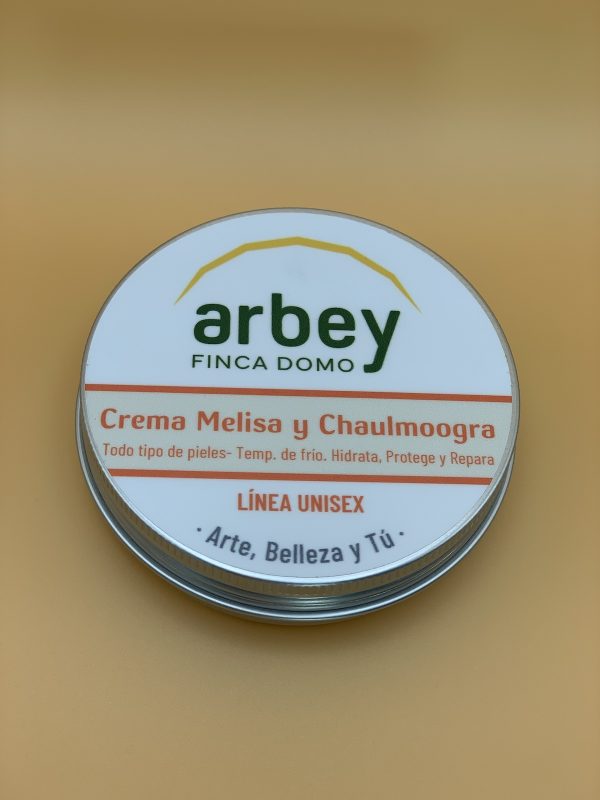 arbey
FINCA DOMO
Crema Melisa y Chaulmoogra
Todo tipo de pieles- Temp. de frio. Hidrata, Protege y Repara
LÍNEA UNISEX
· Arte, Belleza y Tú ·